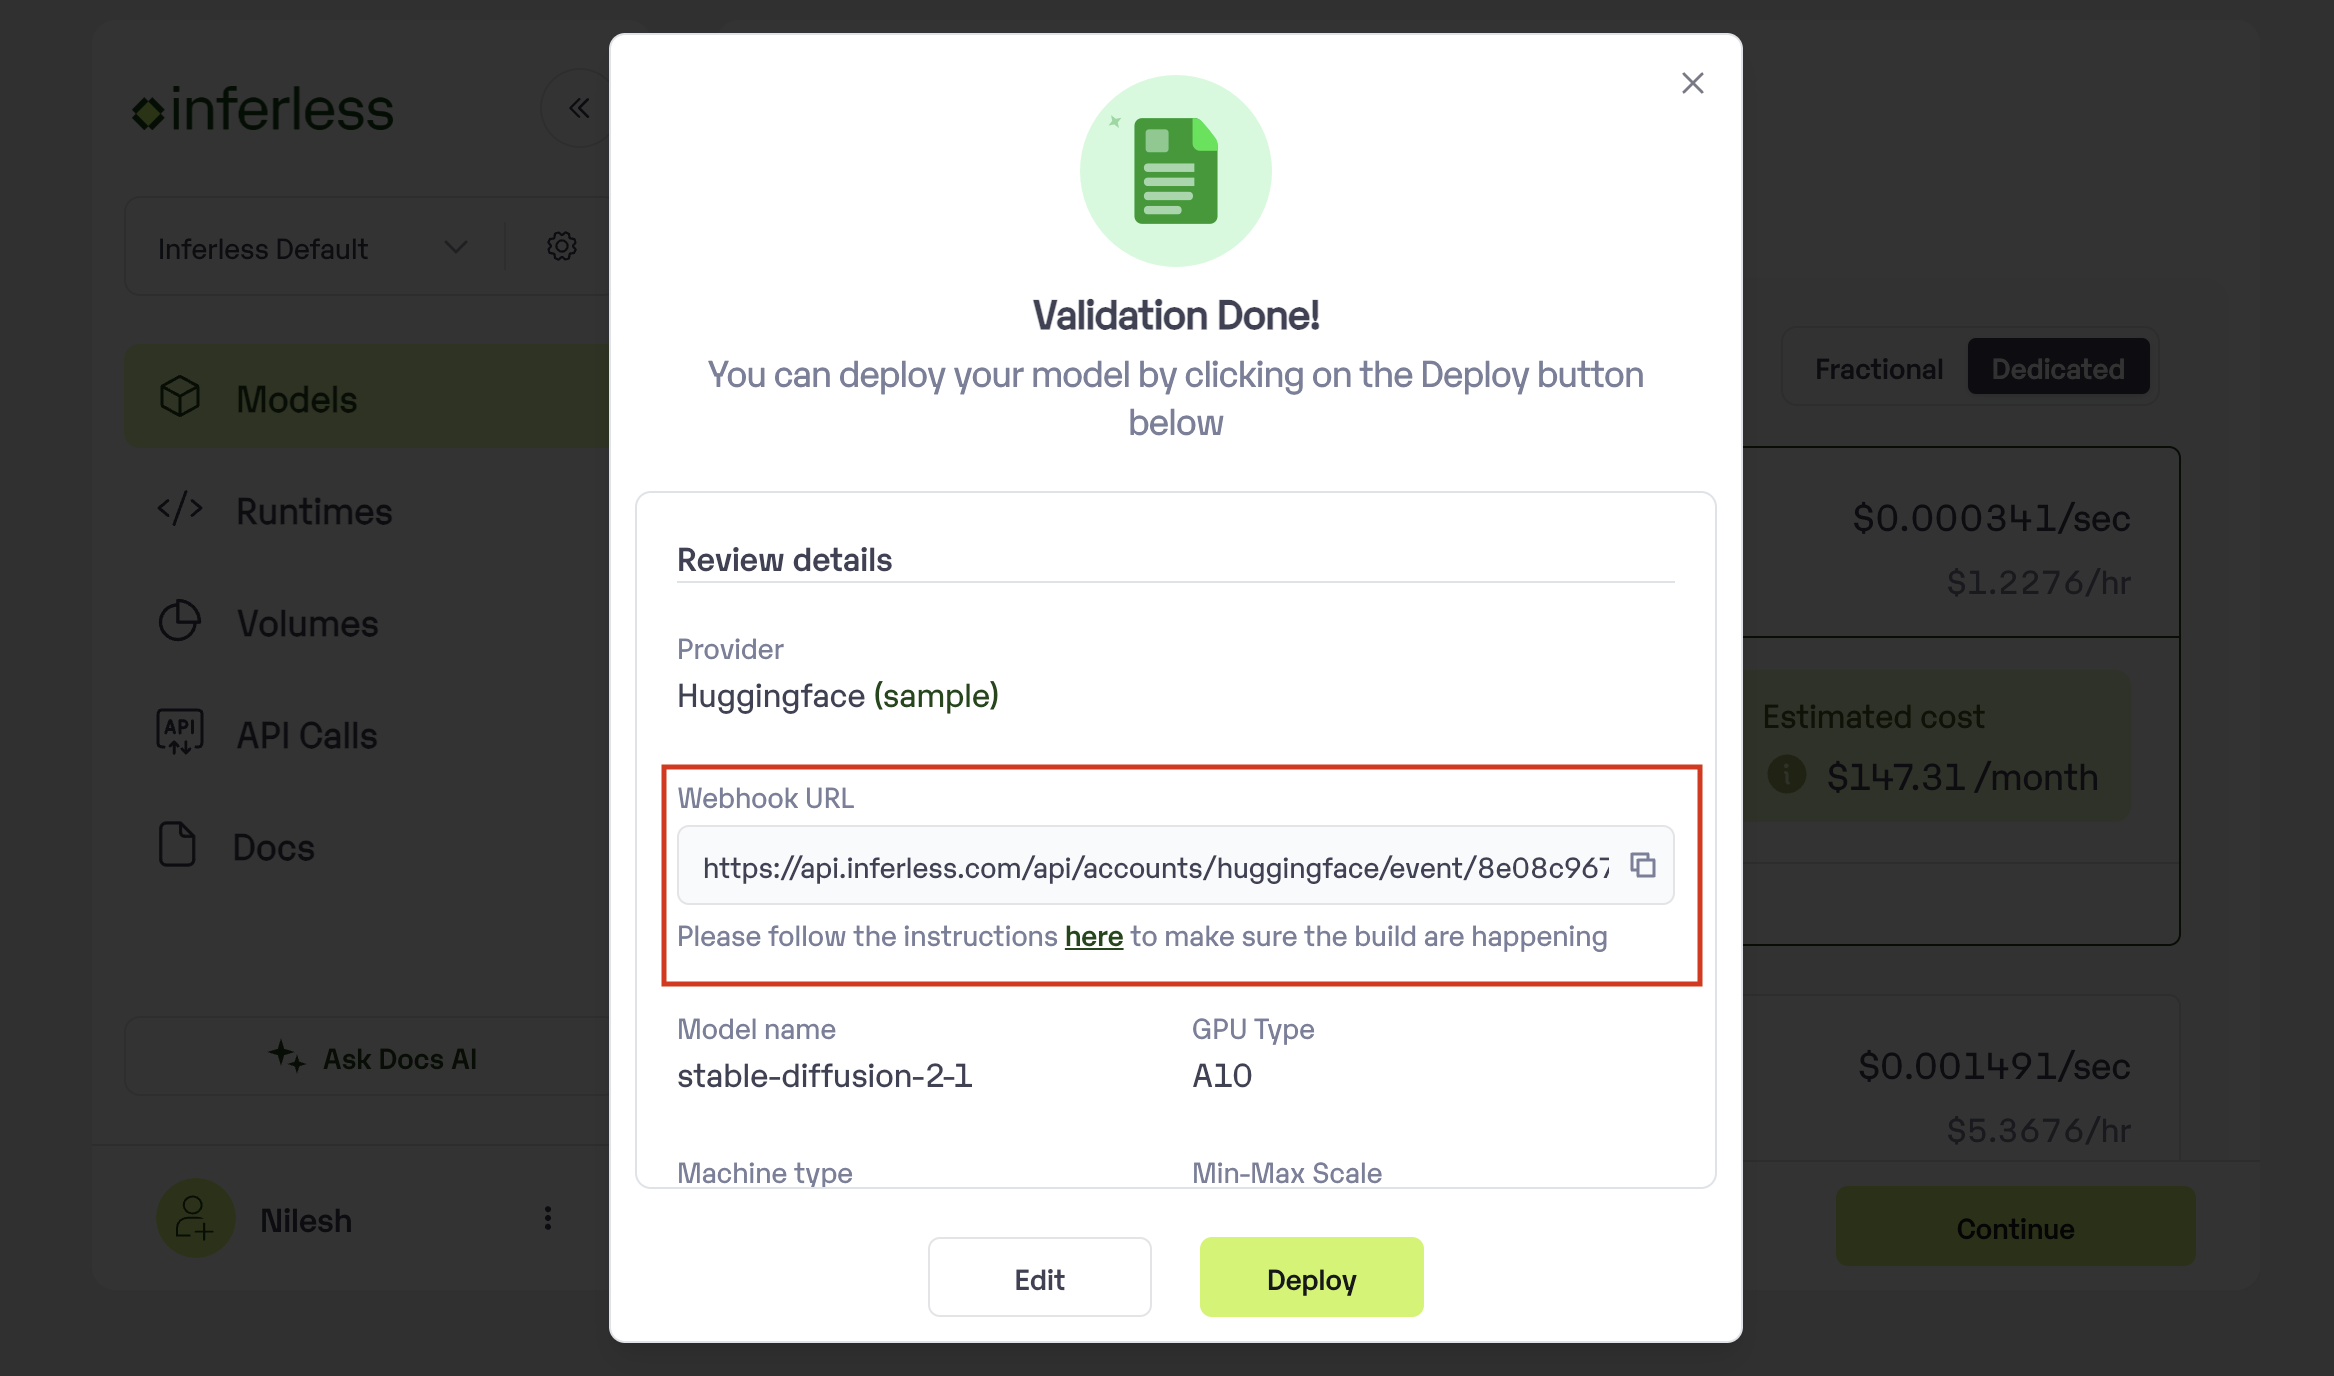 inferless
Inferless Default
Models
Runtimes
Volumes
API
API Calls
Docs
Ask Docs AI
Nilesh
Validation Done!
You can deploy your model by clicking on the Deploy button
below
Review details
Provider
Huggingface (sample)
Webhook URL
https://api.inferless.com/api/accounts/huggingface/event/8e08c967
Please follow the instructions here to make sure the build are happening
Model name
GPU Type
stable-diffusion-2-1
A10
Machine type
Min-Max Scale
Edit
Deploy
Fractional
Dedicated
$0.000341/sec
$1.2276/hr
Estimated cost
$147.31 /month
$0.001491/sec
$5.3676/hr
Continue